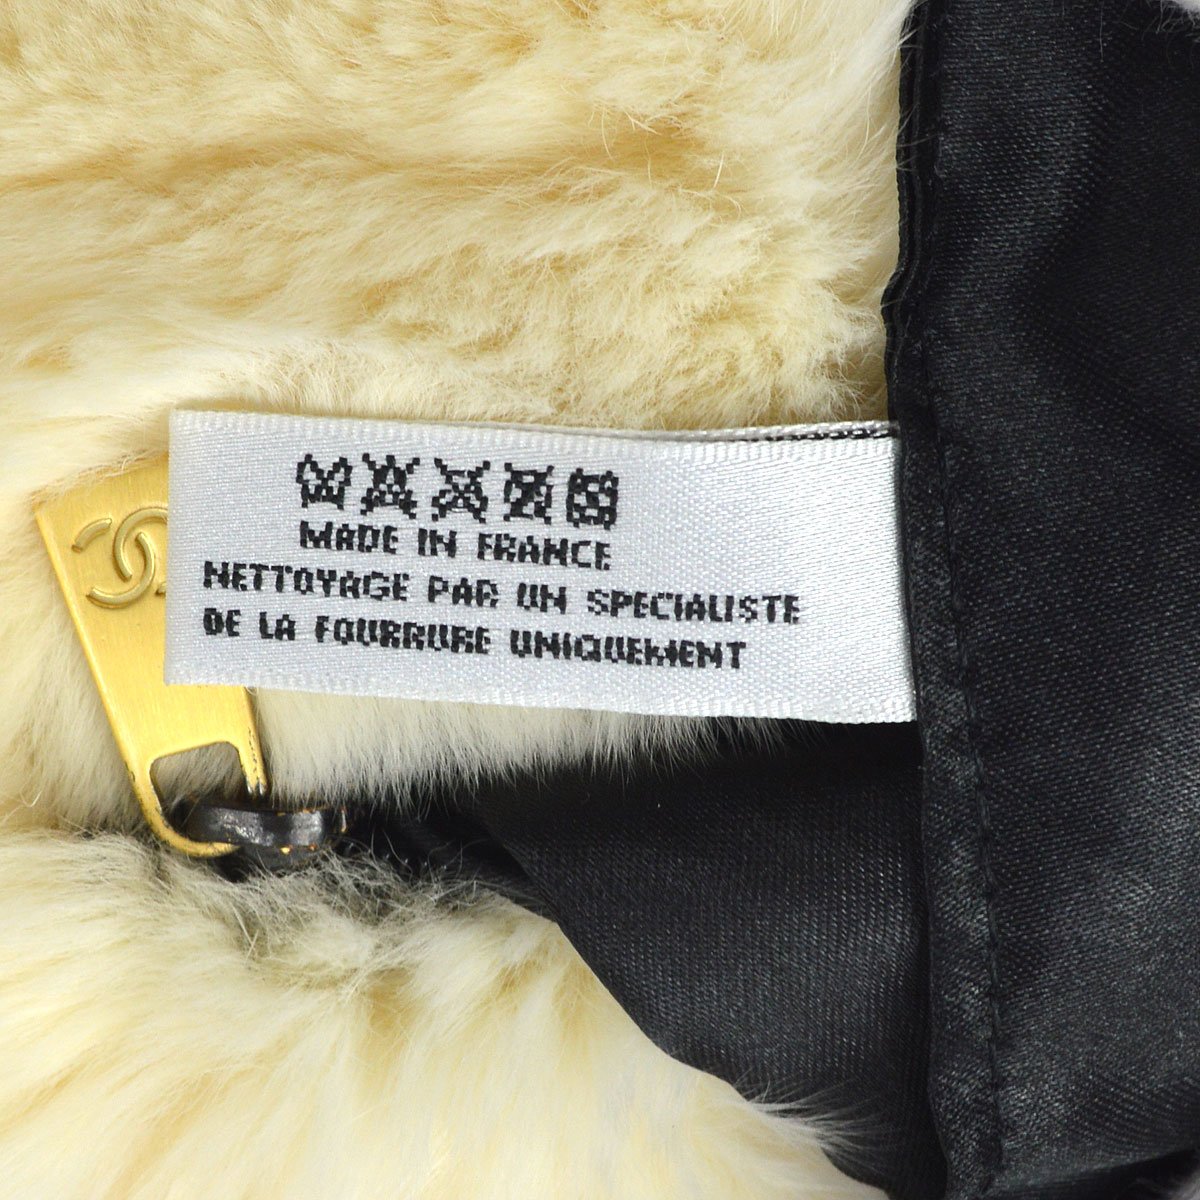 MADE IN FRANCE
NETTOYAGE PAR UN SPECIALISTE
DE LA FOURRURE UNIQUEMENT